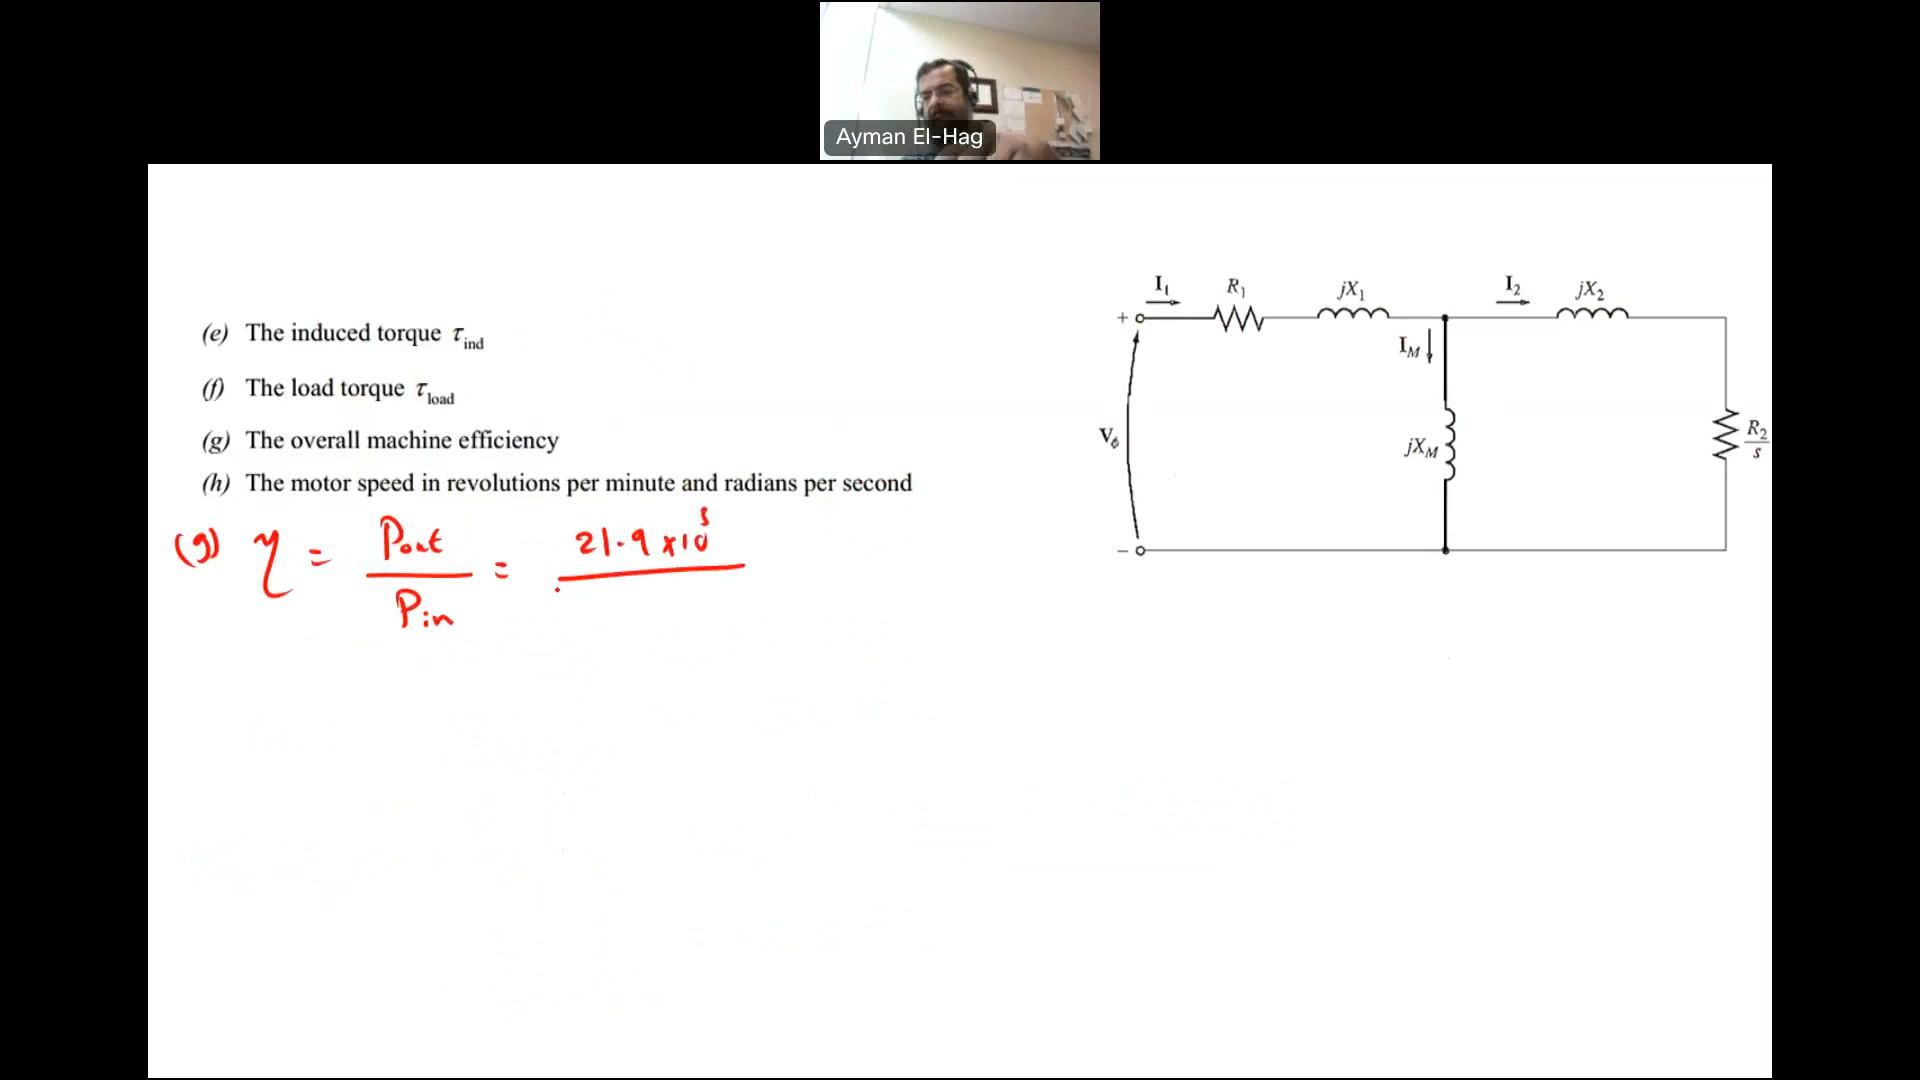 Ayman El-Hag
(e) The induced torque τind
(f) The load torque τload
(g) The overall machine efficiency
(h) The motor speed in revolutions per minute and radians per second
(g) η = Pout / Pin = 21.9 x10³
I1 R1 jX1 I2 jX2
+
IM
Vϕ
jXM
R2/s
−